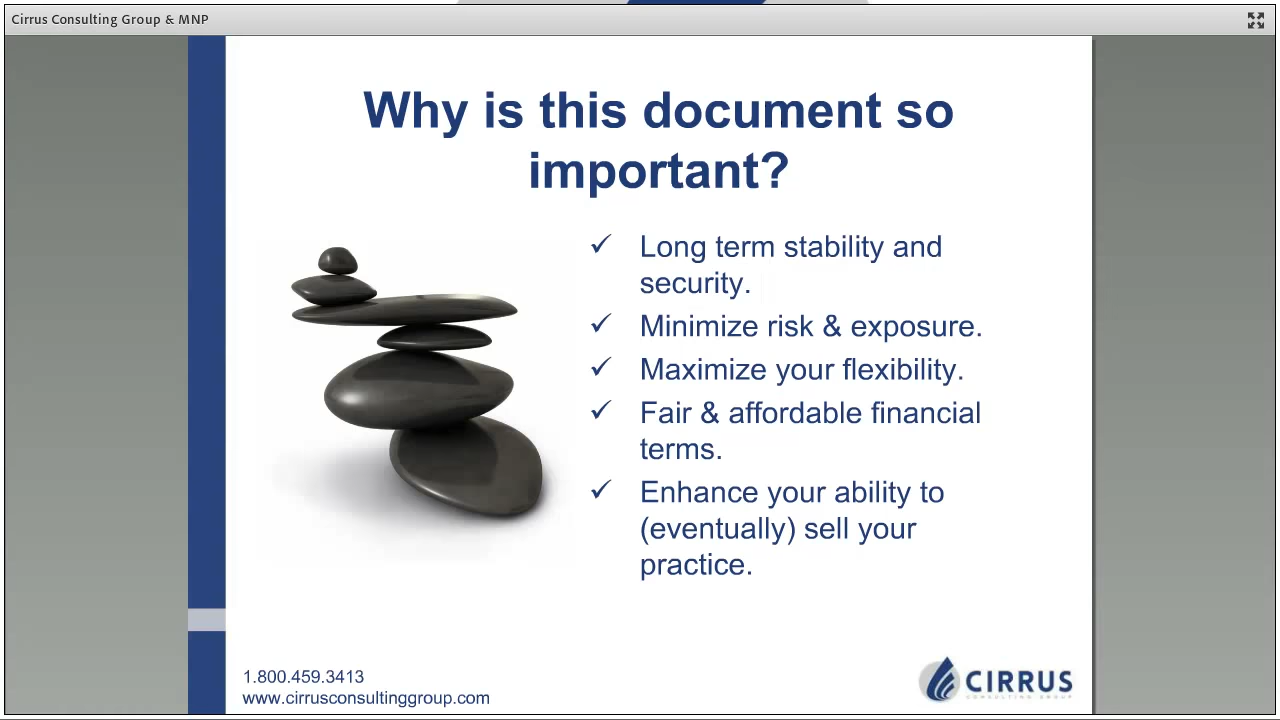 Cirrus Consulting Group & MNP
Why is this document so
important?
✓ Long term stability and
security.
✓ Minimize risk & exposure.
✓ Maximize your flexibility.
✓ Fair & affordable financial
terms.
✓ Enhance your ability to
(eventually) sell your
practice.
1.800.459.3413
www.cirrusconsultinggroup.com
CIRRUS
CONSULTING GROUP